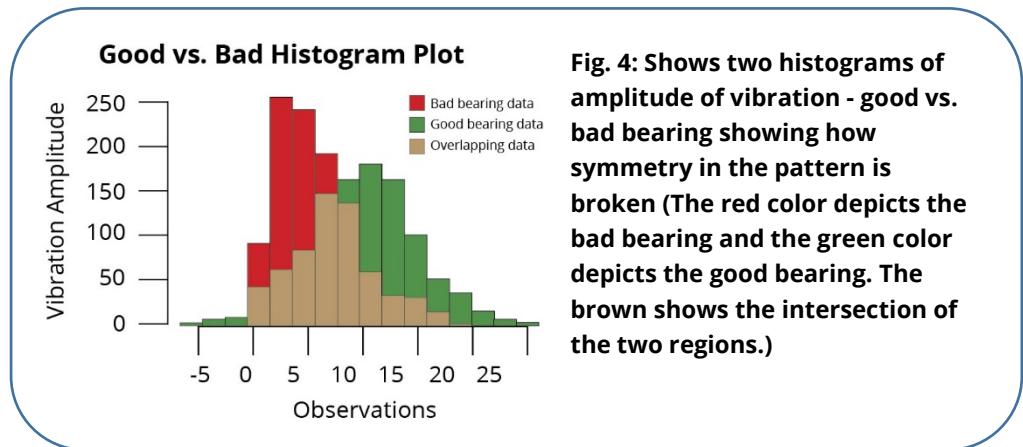 Good vs. Bad Histogram Plot
Vibration Amplitude
250
200
150
100
50
0
Bad bearing data
Good bearing data
Overlapping data
-5 0 5 10 15 20 25
Observations
Fig. 4: Shows two histograms of
amplitude of vibration - good vs.
bad bearing showing how
symmetry in the pattern is
broken (The red color depicts the
bad bearing and the green color
depicts the good bearing. The
brown shows the intersection of
the two regions.)